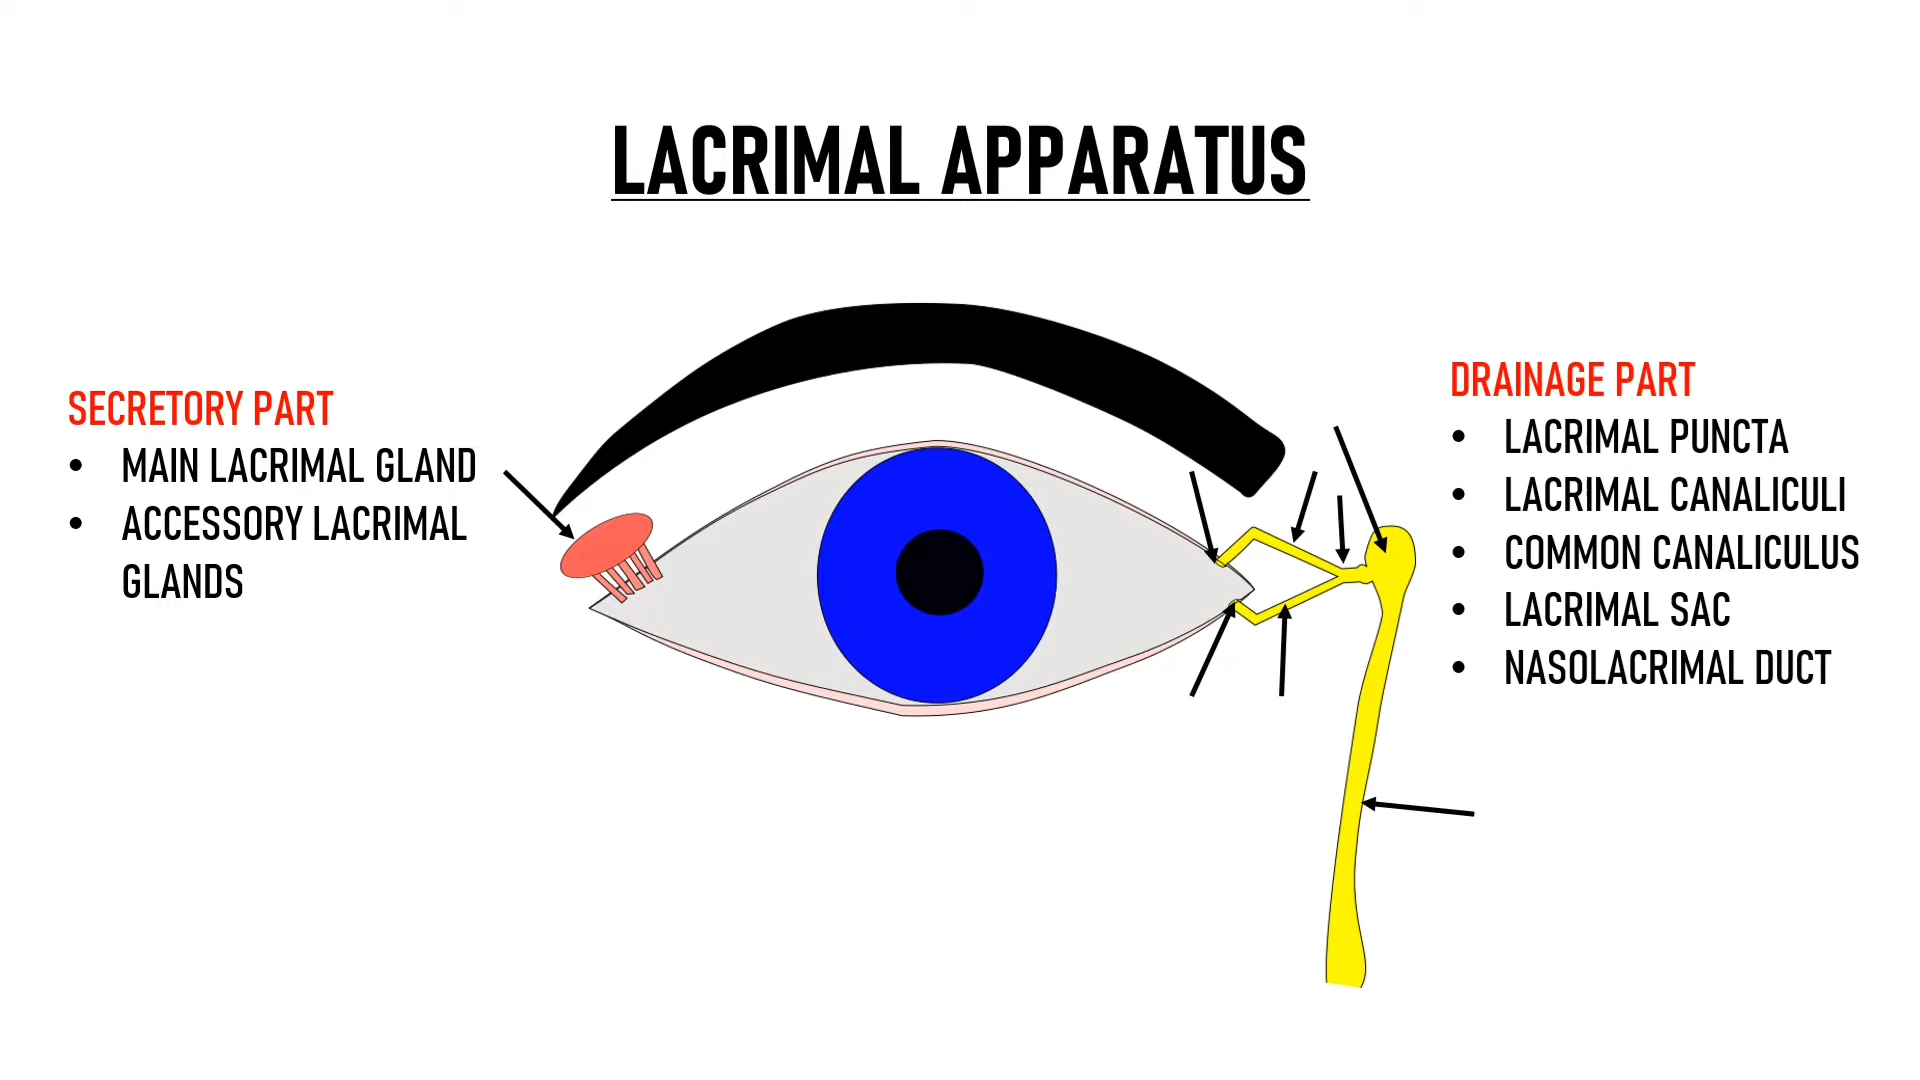 LACRIMAL APPARATUS
SECRETORY PART
• MAIN LACRIMAL GLAND
• ACCESSORY LACRIMAL
GLANDS
DRAINAGE PART
• LACRIMAL PUNCTA
• LACRIMAL CANALICULI
• COMMON CANALICULUS
• LACRIMAL SAC
• NASOLACRIMAL DUCT